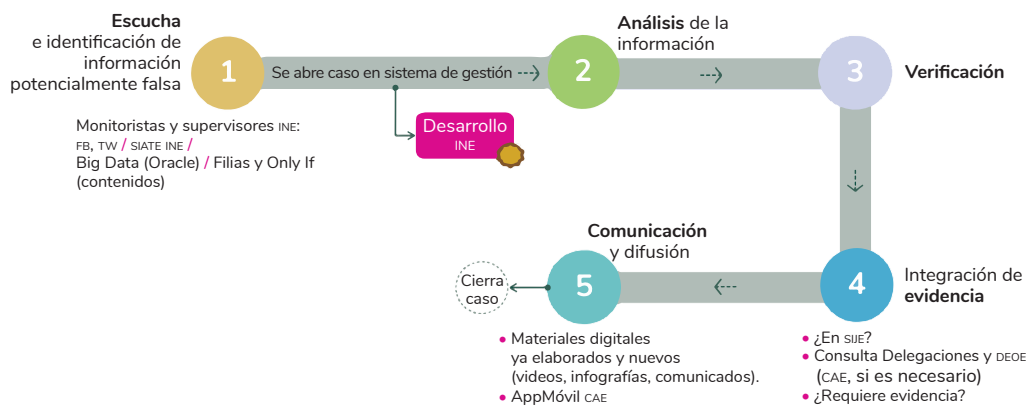 Escucha
e identificación de
información
potencialmente falsa
1
Se abre caso en sistema de gestión
2
Análisis de la
información
3
Verificación
Monitoristas y supervisores INE:
FB, TW / SIATE INE /
Big Data (Oracle) / Filias y Only If
(contenidos)
Desarrollo
INE
4
Integración de
evidencia
• ¿En SIJE?
• Consulta Delegaciones y DEOE
(CAE, si es necesario)
• ¿Requiere evidencia?
Comunicación
y difusión
5
• Materiales digitales
ya elaborados y nuevos
(videos, infografías, comunicados).
• AppMóvil CAE
Cierra
caso